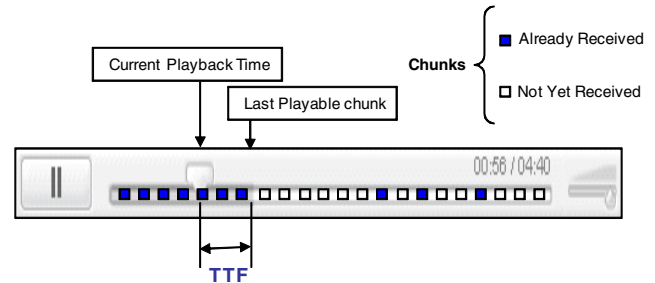 Current Playback Time
Last Playable chunk
Chunks
Already Received
Not Yet Received
00:56 / 04:40
TTF